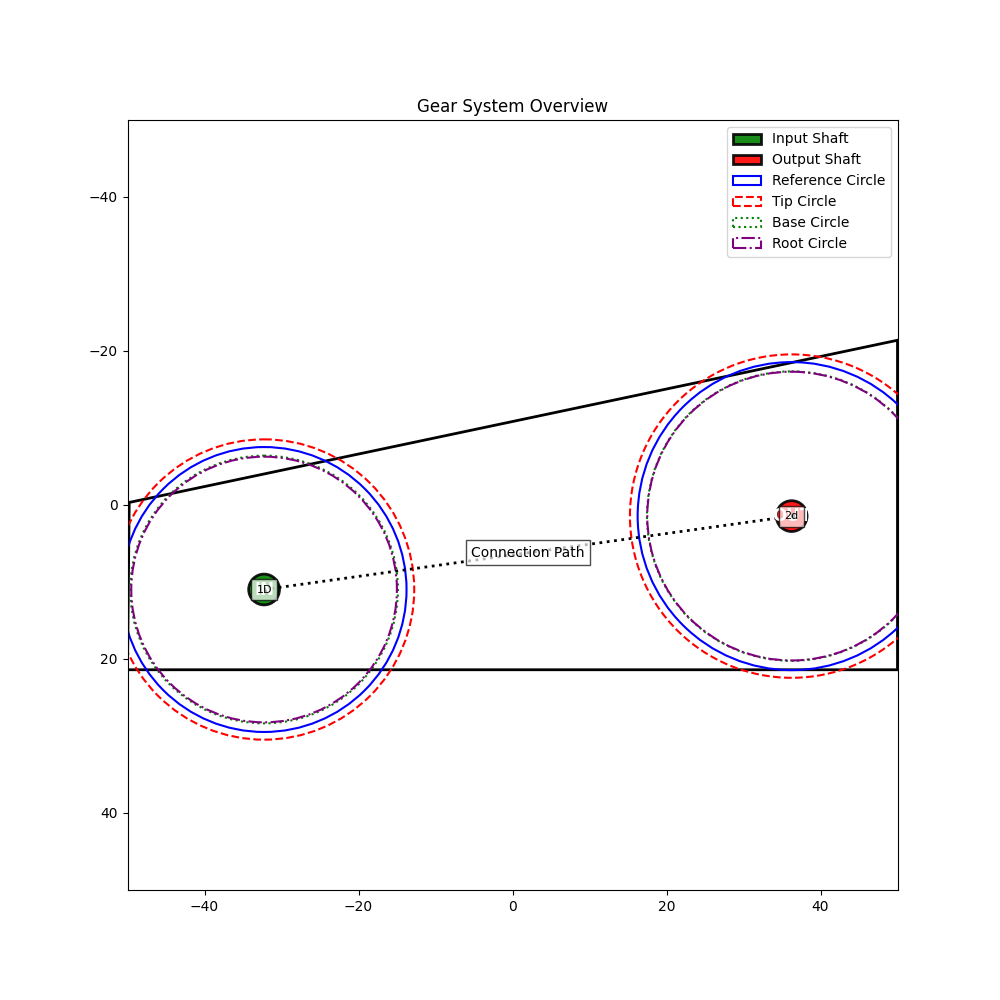 Gear System Overview
Input Shaft
Output Shaft
Reference Circle
Tip Circle
Base Circle
Root Circle
−40
−20
0
20
40
2d
Connection Path
1D
−40
−20
0
20
40